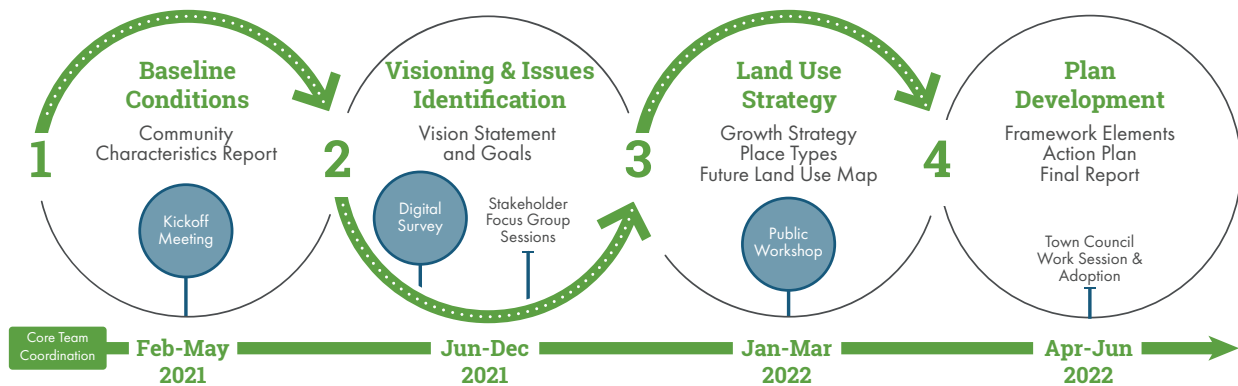 1
Baseline
Conditions
Community
Characteristics Report
Kickoff
Meeting
2
Visioning & Issues
Identification
Vision Statement
and Goals
Digital
Survey
Stakeholder
Focus Group
Sessions
3
Land Use
Strategy
Growth Strategy
Place Types
Future Land Use Map
Public
Workshop
4
Plan
Development
Framework Elements
Action Plan
Final Report
Town Council
Work Session &
Adoption
Core Team
Coordination
Feb-May
2021
Jun-Dec
2021
Jan-Mar
2022
Apr-Jun
2022